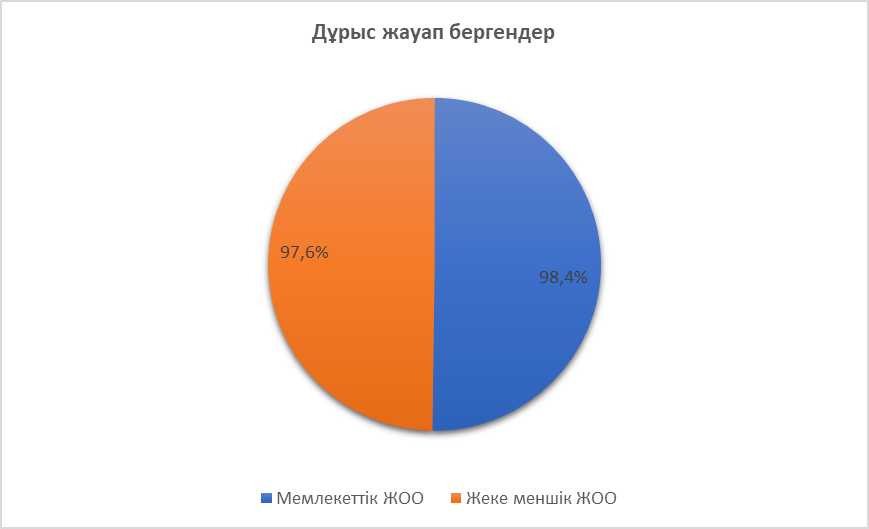 Дұрыс жауап бергендер
97,6%
98,4%
Мемлекеттік ЖОО
Жеке меншік ЖОО